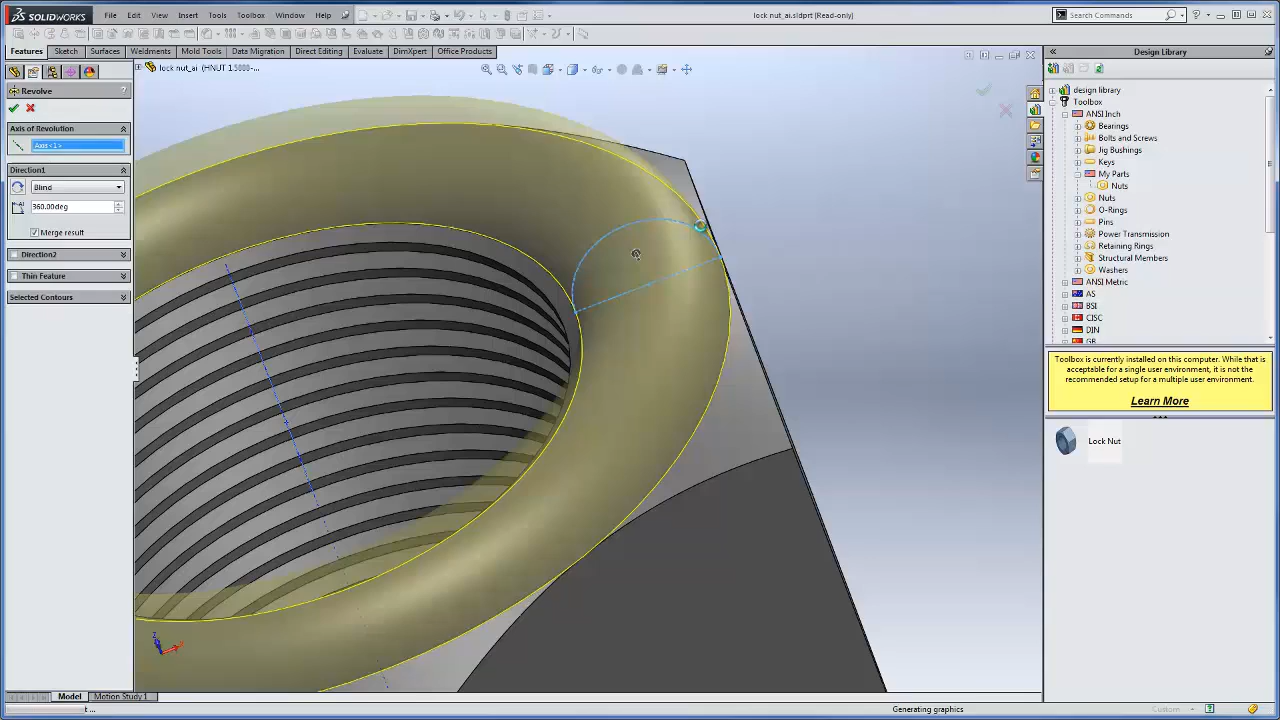 SOLIDWORKS File Edit View Insert Tools Toolbox Window Help lock nut_ai.sldprt (Read-only) Search Commands
Features Sketch Surfaces Weldments Mold Tools Data Migration Direct Editing Evaluate DimXpert Office Products
Design Library
lock nut_ai (HNUT 1.5000-...
Revolve ?
Axis of Revolution
Axis<1>
Direction1
Blind
360.00deg
Merge result
Direction2
Thin Feature
Selected Contours
design library
Toolbox
ANSI Inch
Bearings
Bolts and Screws
Jig Bushings
Keys
My Parts
Nuts
Nuts
O-Rings
Pins
Power Transmission
Retaining Rings
Structural Members
Washers
ANSI Metric
AS
BSI
CISC
DIN
GB
Toolbox is currently installed on this computer. While that is
acceptable for a single user environment, it is not the
recommended setup for a multiple user environment.
Learn More
Lock Nut
Z
Model Motion Study 1
... Generating graphics Custom